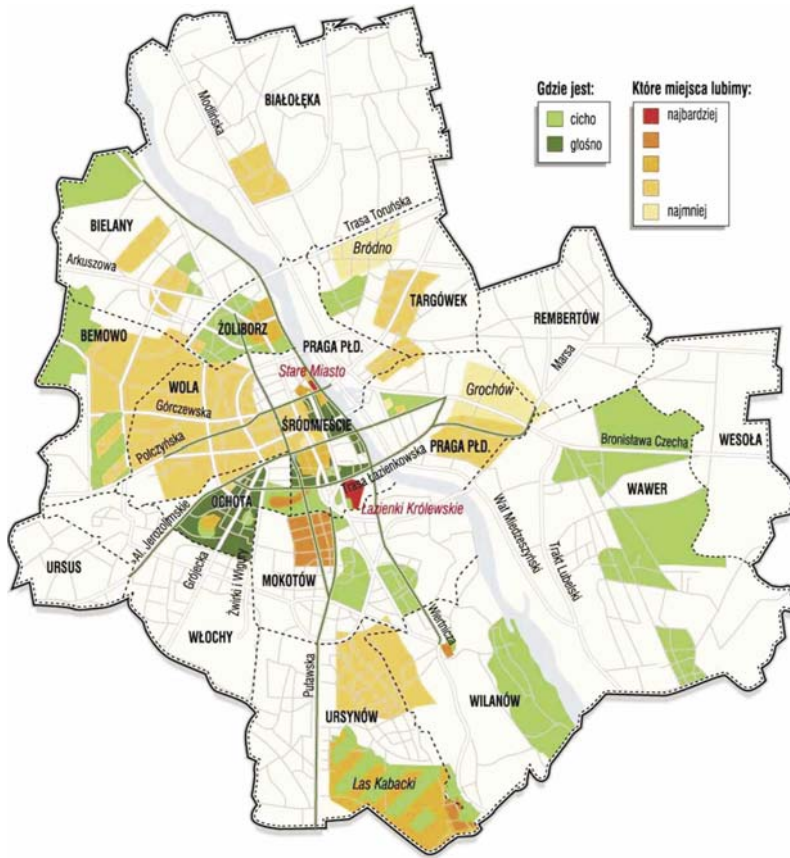 Gdzie jest:
cicho
głośno
Które miejsca lubimy:
najbardziej
najmniej
BIAŁOŁĘKA
Modlińska
BIELANY
Trasa Toruńska
Bródno
Arkuszowa
TARGÓWEK
REMBERTÓW
BEMOWO
ŻOLIBORZ
PRAGA PŁD.
Marsa
Stare Miasto
WOLA
Grochów
Górczewska
ŚRÓDMIEŚCIE
Połczyńska
PRAGA PŁD.
Bronisława Czecha
WESOŁA
Trasa Łazienkowska
WAWER
OCHOTA
Łazienki Królewskie
Al. Jerozolimskie
Wał Miedzeszyński
Trakt Lubelski
URSUS
Grójecka
Żwirki i Wigury
MOKOTÓW
WŁOCHY
Wiertnicza
Puławska
WILANÓW
URSYNÓW
Las Kabacki